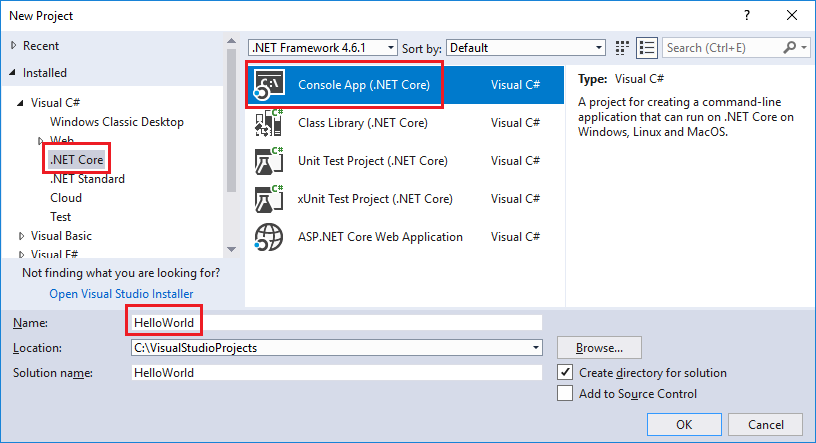 New Project
?
Recent
Installed
Visual C#
Windows Classic Desktop
Web
.NET Core
.NET Standard
Cloud
Test
Visual Basic
Visual F#
Not finding what you are looking for?
Open Visual Studio Installer
.NET Framework 4.6.1
Sort by: Default
Search (Ctrl+E)
C:\ Console App (.NET Core) Visual C#
C# Class Library (.NET Core) Visual C#
C# Unit Test Project (.NET Core) Visual C#
C# xUnit Test Project (.NET Core) Visual C#
ASP.NET Core Web Application Visual C#
Type: Visual C#
A project for creating a command-line
application that can run on .NET Core on
Windows, Linux and MacOS.
Name: HelloWorld
Location: C:\VisualStudioProjects
Browse...
Solution name: HelloWorld
Create directory for solution
Add to Source Control
OK Cancel